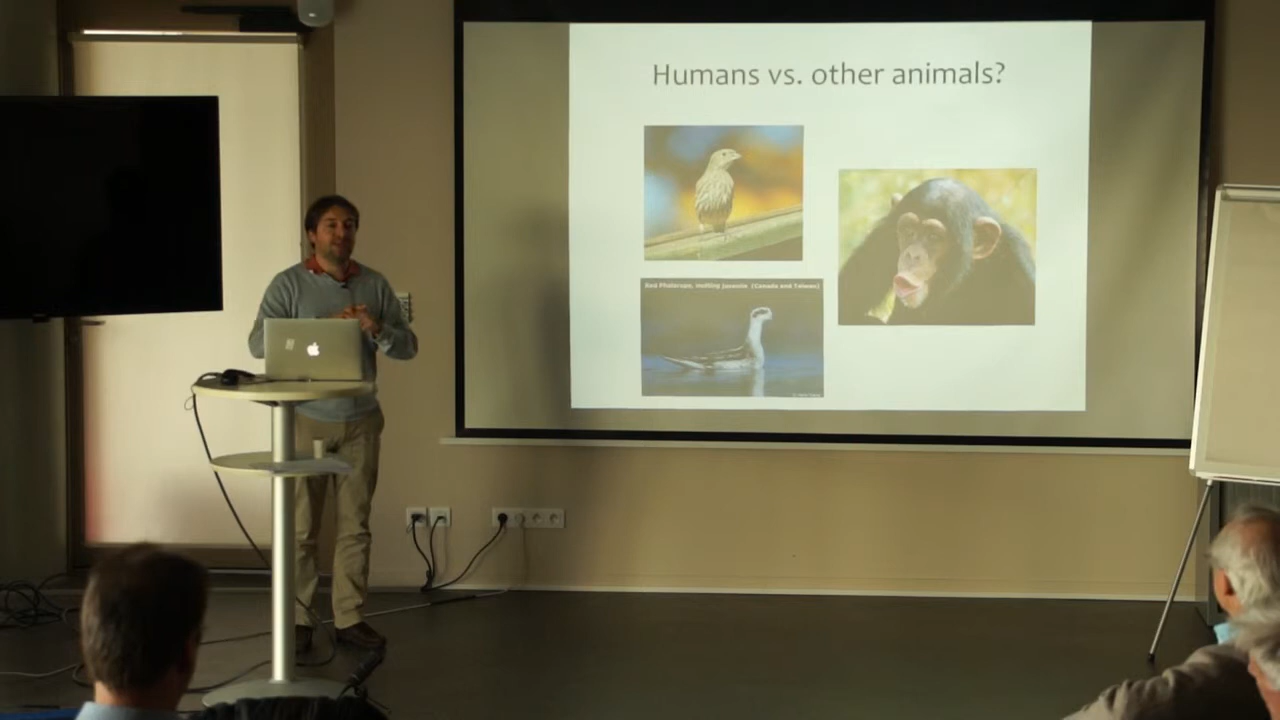 Humans vs. other animals?
Red Phalarope, molting juvenile (Canada and Taiwan)